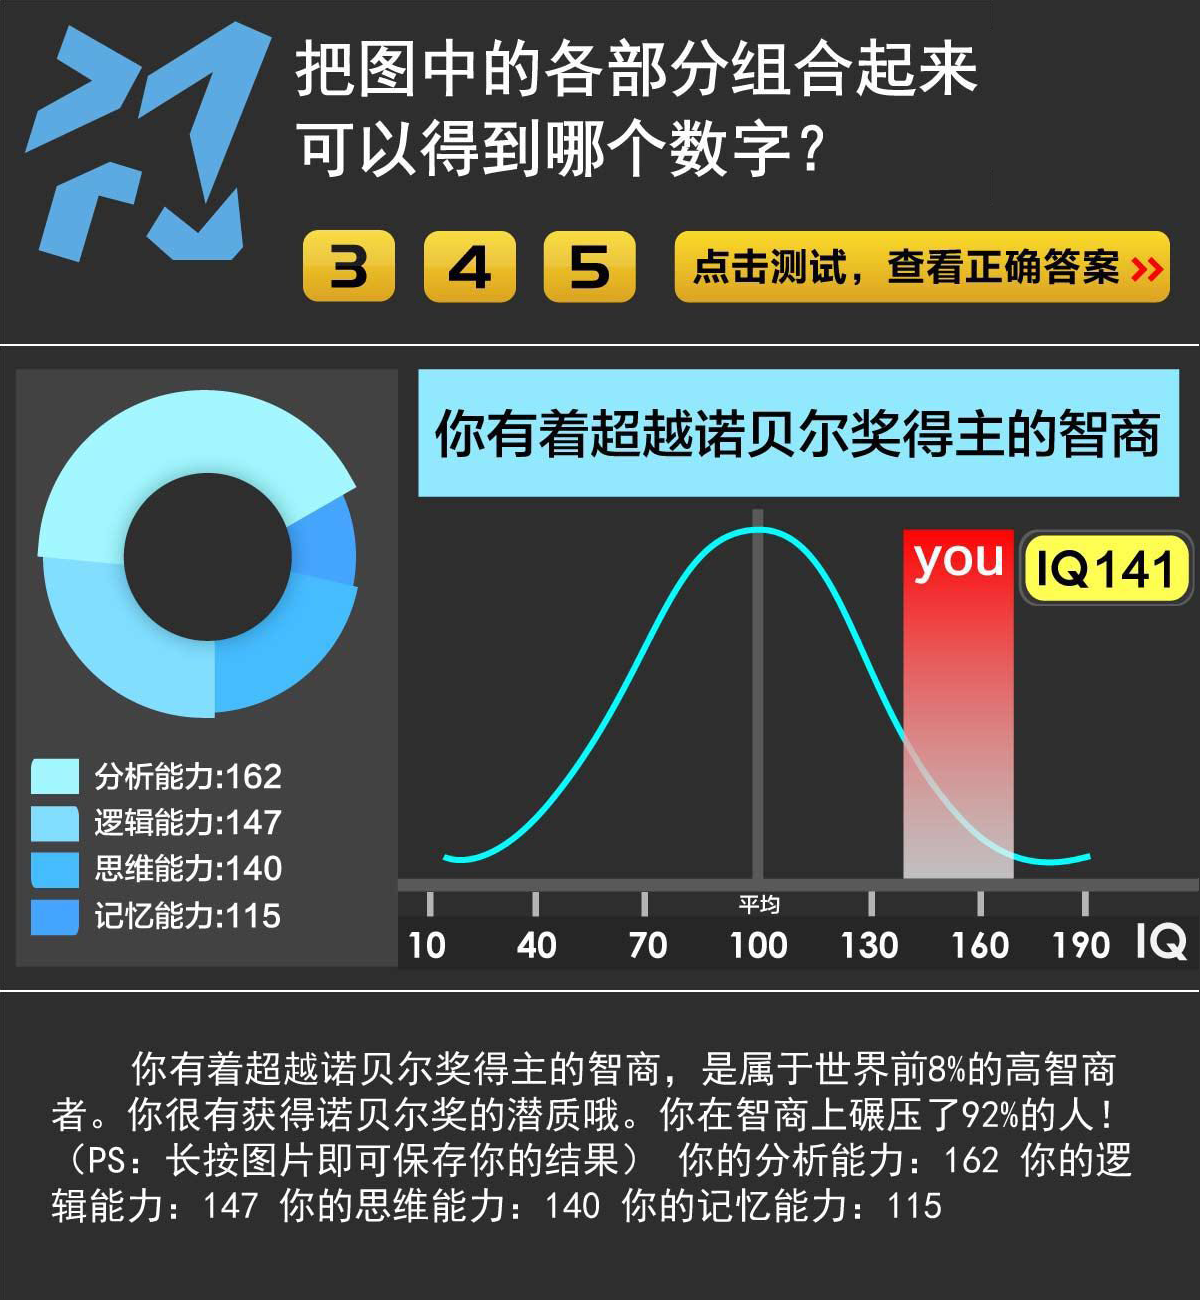 把图中的各部分组合起来
可以得到哪个数字？
3 4 5 点击测试，查看正确答案
你有着超越诺贝尔奖得主的智商
you IQ141
分析能力:162
逻辑能力:147
思维能力:140
记忆能力:115
平均
10 40 70 100 130 160 190 IQ
你有着超越诺贝尔奖得主的智商，是属于世界前8%的高智商
者。你很有获得诺贝尔奖的潜质哦。你在智商上碾压了92%的人！
（PS：长按图片即可保存你的结果） 你的分析能力：162 你的逻
辑能力：147 你的思维能力：140 你的记忆能力：115